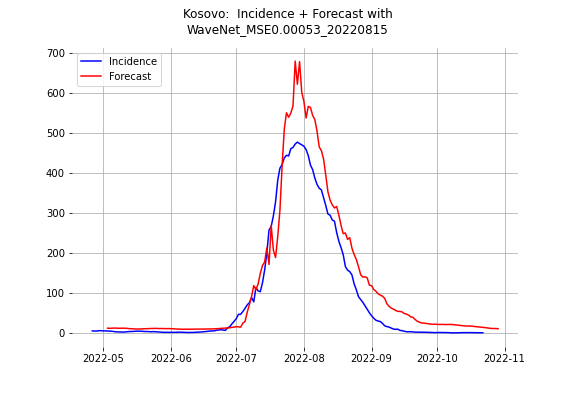 Kosovo:  Incidence + Forecast with
WaveNet_MSE0.00053_20220815
Incidence
Forecast
700
600
500
400
300
200
100
0
2022-05 2022-06 2022-07 2022-08 2022-09 2022-10 2022-11